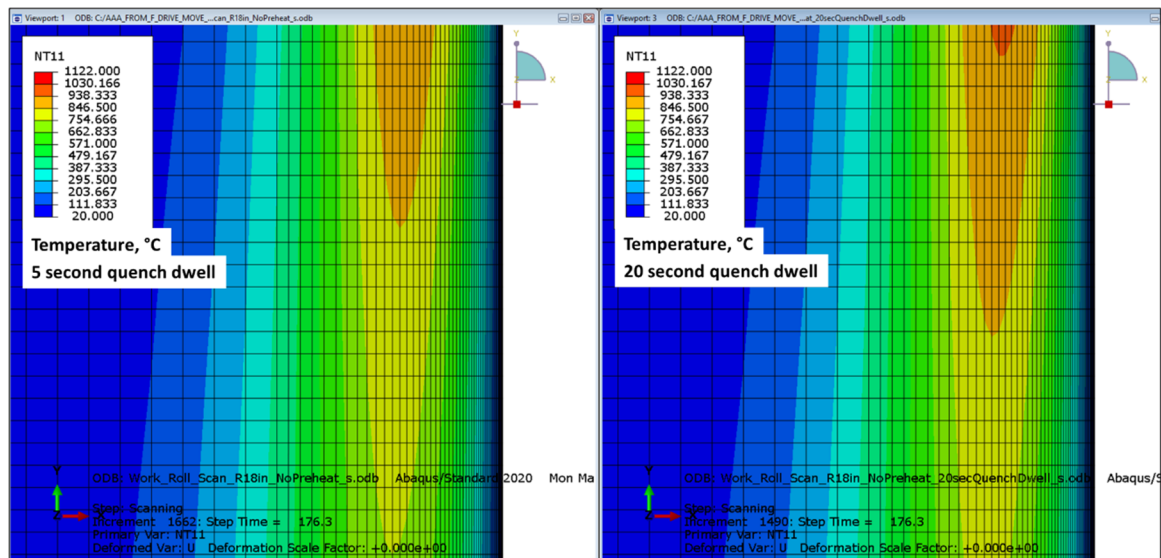 Viewport: 1 ODB: C:/AAA_FROM_F_DRIVE_MOVE_...can_R18in_NoPreheat_s.odb
NT11
1122.000
1030.166
938.333
846.500
754.666
662.833
571.000
479.167
387.333
295.500
203.667
111.833
20.000
Temperature, °C
5 second quench dwell
Y
X
Y
Z
ODB: Work_Roll_Scan_R18in_NoPreheat_s.odb Abaqus/Standard 2020 Mon Ma
Step: Scanning
Increment 1662: Step Time = 176.3
Primary Var: NT11
Deformed Var: U Deformation Scale Factor: +0.000e+00
Viewport: 3 ODB: C:/AAA_FROM_F_DRIVE_MOVE_...at_20secQuenchDwell_s.odb
NT11
1122.000
1030.167
938.333
846.500
754.667
662.833
571.000
479.167
387.333
295.500
203.667
111.833
20.000
Temperature, °C
20 second quench dwell
Y
X
Y
Z
ODB: Work_Roll_Scan_R18in_NoPreheat_20secQuenchDwell_s.odb Abaqus/S
Step: Scanning
Increment 1490: Step Time = 176.3
Primary Var: NT11
Deformed Var: U Deformation Scale Factor: +0.000e+00